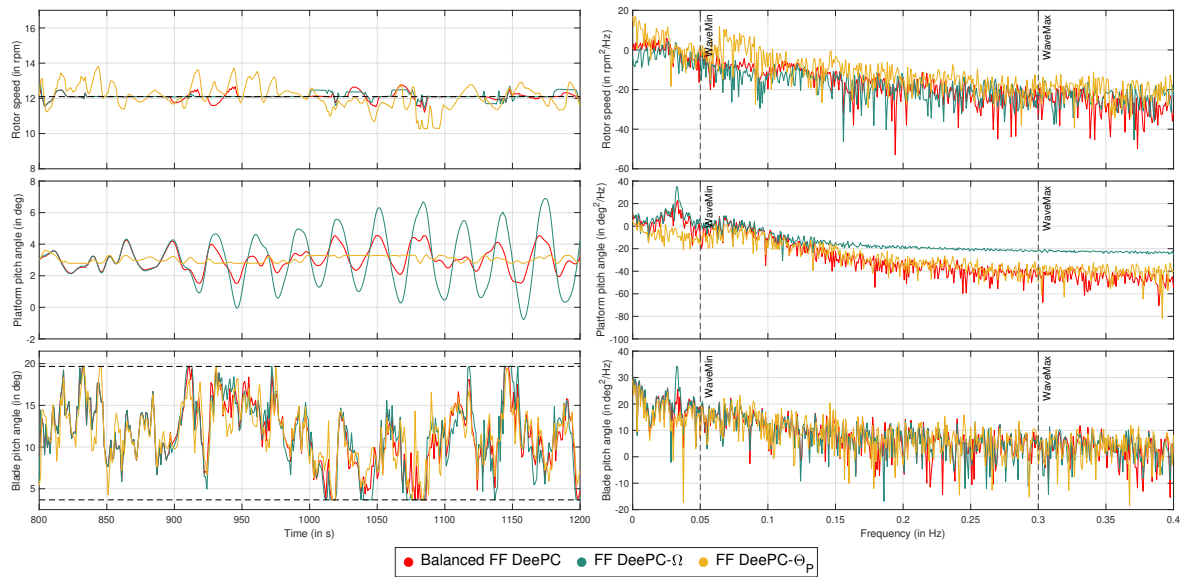 Rotor speed (in rpm)
16
14
12
10
8
Rotor speed (in rpm²/Hz)
20
0
-20
-40
-60
WaveMin
WaveMax
Platform pitch angle (in deg)
8
6
4
2
0
-2
Platform pitch angle (in deg²/Hz)
40
20
0
-20
-40
-60
-80
-100
WaveMin
WaveMax
Blade pitch angle (in deg)
20
15
10
5
800 850 900 950 1000 1050 1100 1150 1200
Time (in s)
Blade pitch angle (in deg²/Hz)
40
30
20
10
0
-10
-20
WaveMin
WaveMax
0 0.05 0.1 0.15 0.2 0.25 0.3 0.35 0.4
Frequency (in Hz)
Balanced FF DeePC FF DeePC-Ω FF DeePC-Θ_P